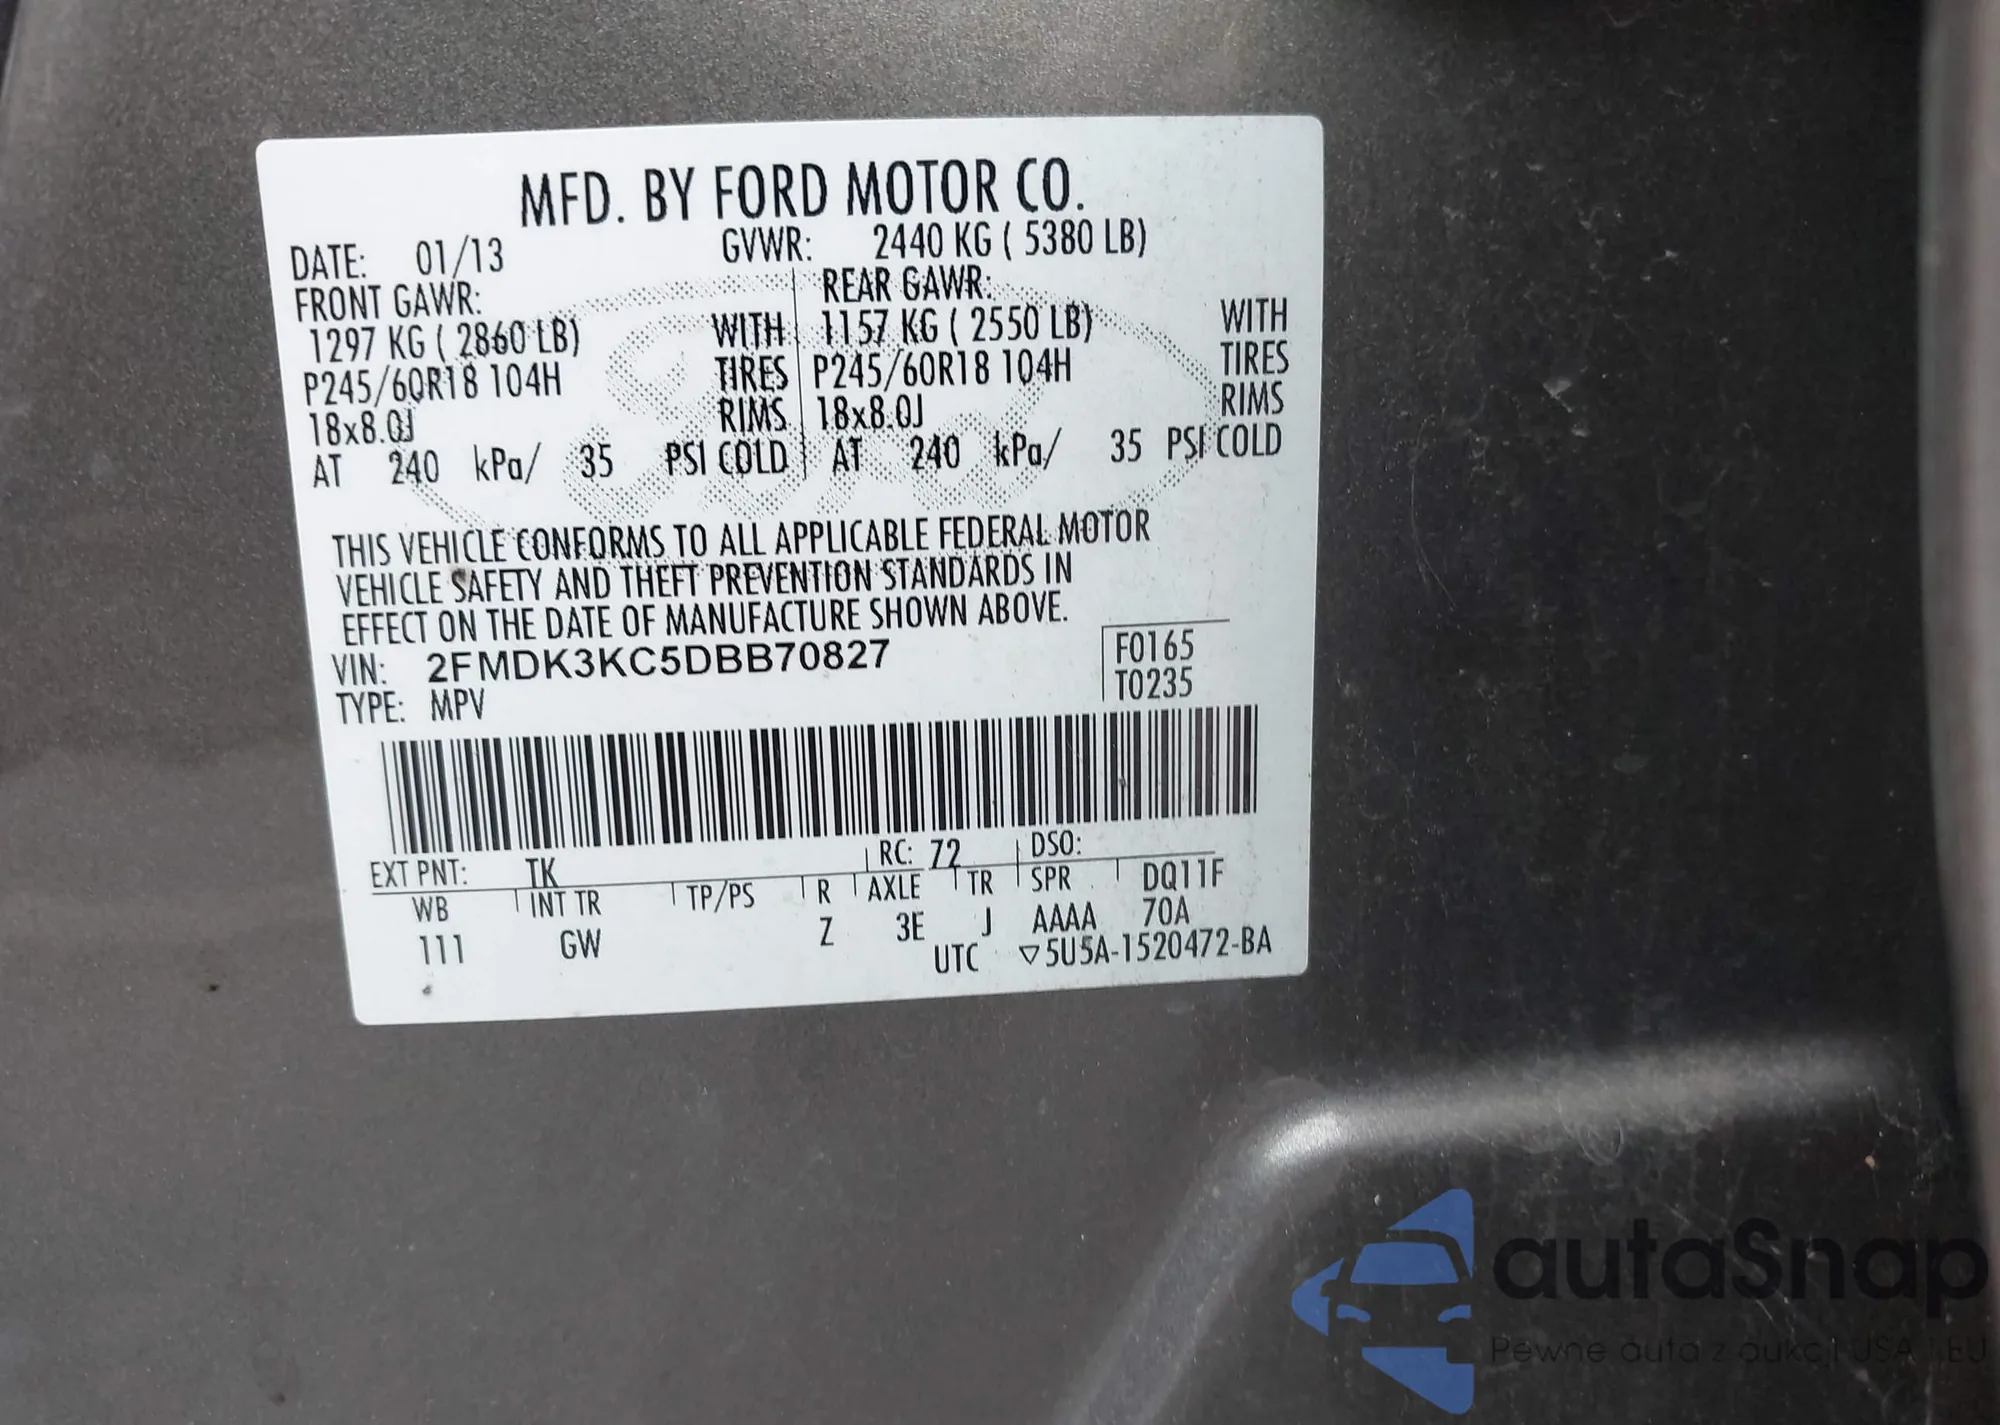 MFD. BY FORD MOTOR CO.
DATE: 01/13 GVWR: 2440 KG ( 5380 LB)
FRONT GAWR: REAR GAWR:
1297 KG ( 2860 LB) WITH 1157 KG ( 2550 LB) WITH
P245/60R18 104H TIRES P245/60R18 104H TIRES
18x8.0J RIMS 18x8.0J RIMS
AT 240 kPa/ 35 PSI COLD AT 240 kPa/ 35 PSI COLD
THIS VEHICLE CONFORMS TO ALL APPLICABLE FEDERAL MOTOR
VEHICLE SAFETY AND THEFT PREVENTION STANDARDS IN
EFFECT ON THE DATE OF MANUFACTURE SHOWN ABOVE.
VIN: 2FMDK3KC5DBB70827 F0165
TYPE: MPV T0235
EXT PNT: TK RC: 72 DSO:
WB INT TR TP/PS R AXLE TR SPR DQ11F
111 GW Z 3E J AAAA 70A
UTC ▽5U5A-1520472-BA
autaSnap
Pewne auta z aukcji USA i EU